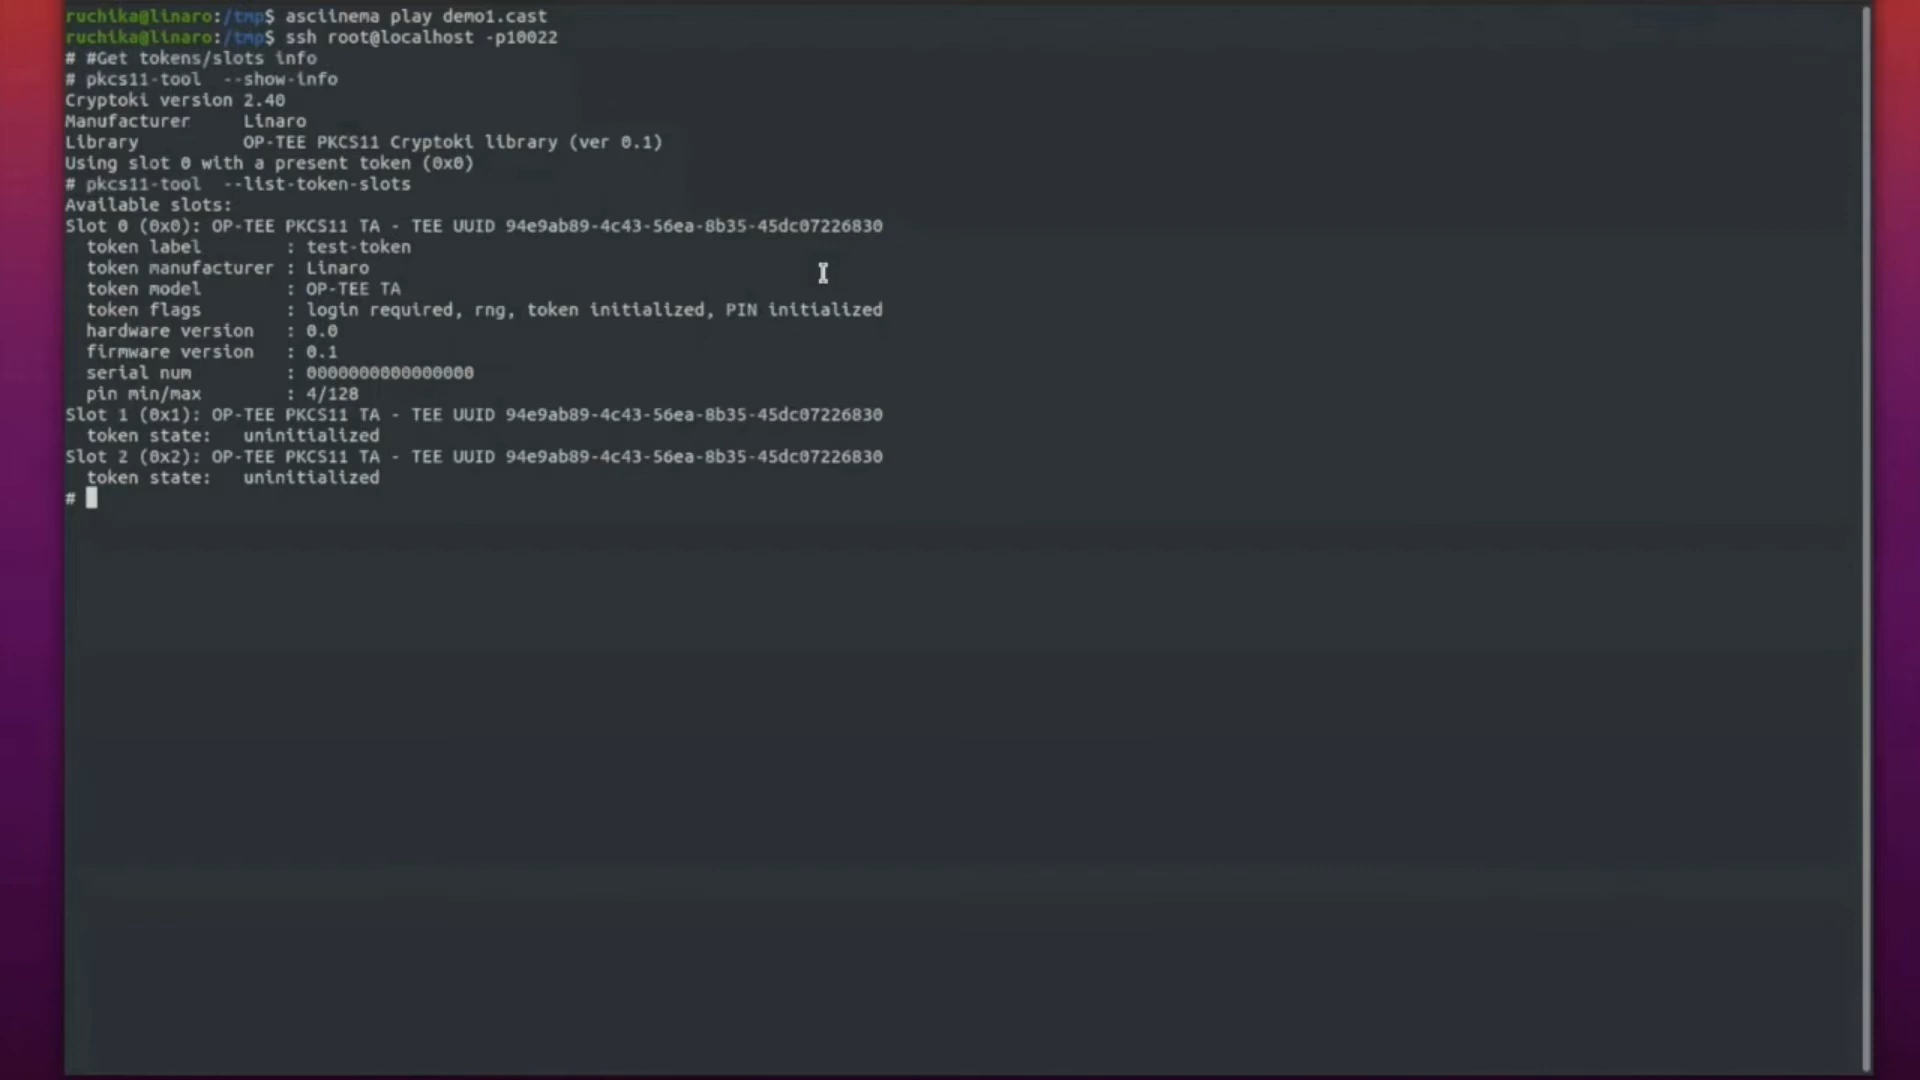 ruchika@linaro:/tmp$ asciinema play demo1.cast
ruchika@linaro:/tmp$ ssh root@localhost -p10022
# #Get tokens/slots info
# pkcs11-tool  --show-info
Cryptoki version 2.40
Manufacturer     Linaro
Library          OP-TEE PKCS11 Cryptoki library (ver 0.1)
Using slot 0 with a present token (0x0)
# pkcs11-tool  --list-token-slots
Available slots:
Slot 0 (0x0): OP-TEE PKCS11 TA - TEE UUID 94e9ab89-4c43-56ea-8b35-45dc07226830
  token label        : test-token
  token manufacturer : Linaro
  token model        : OP-TEE TA
  token flags        : login required, rng, token initialized, PIN initialized
  hardware version   : 0.0
  firmware version   : 0.1
  serial num         : 0000000000000000
  pin min/max        : 4/128
Slot 1 (0x1): OP-TEE PKCS11 TA - TEE UUID 94e9ab89-4c43-56ea-8b35-45dc07226830
  token state:   uninitialized
Slot 2 (0x2): OP-TEE PKCS11 TA - TEE UUID 94e9ab89-4c43-56ea-8b35-45dc07226830
  token state:   uninitialized
#